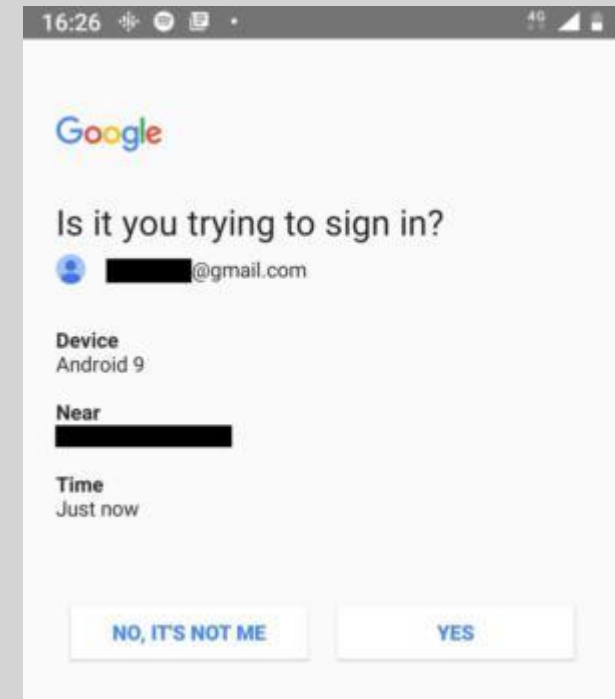 16:26
4G
Google
Is it you trying to sign in?
@gmail.com
Device
Android 9
Near
Time
Just now
NO, IT'S NOT ME
YES